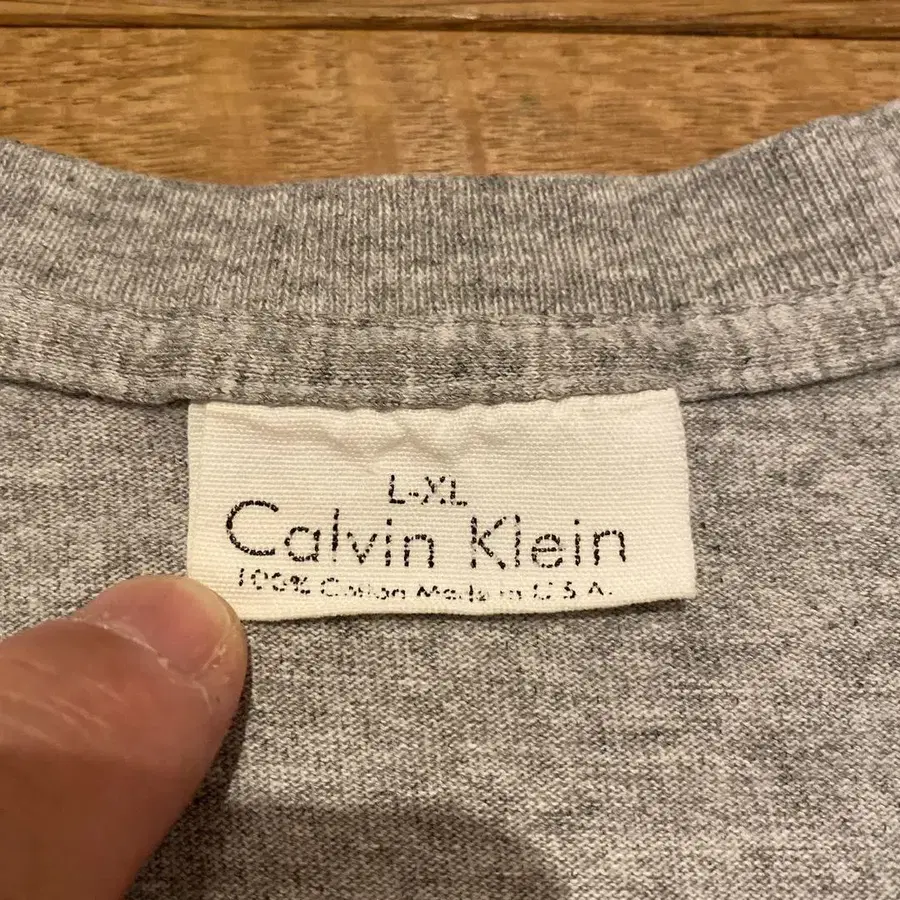 L-XL
Calvin Klein
100% Cotton Made in U.S.A.